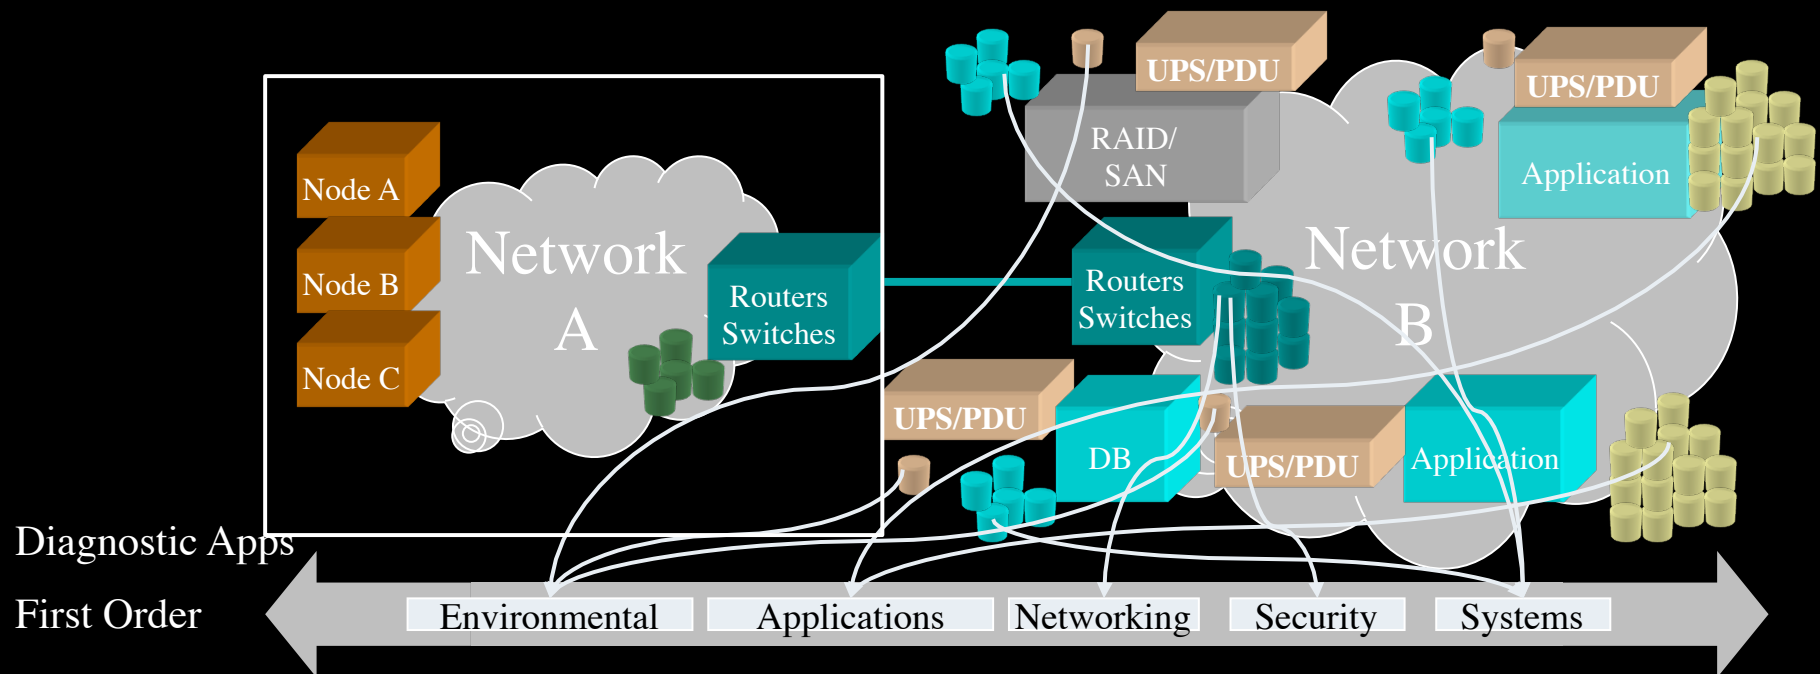 UPS/PDU
UPS/PDU
RAID/
SAN
Application
Node A
Network
A
Routers
Switches
Routers
Switches
Network
B
Node B
Node C
UPS/PDU
DB
UPS/PDU
Application
Diagnostic Apps
First Order
Environmental
Applications
Networking
Security
Systems